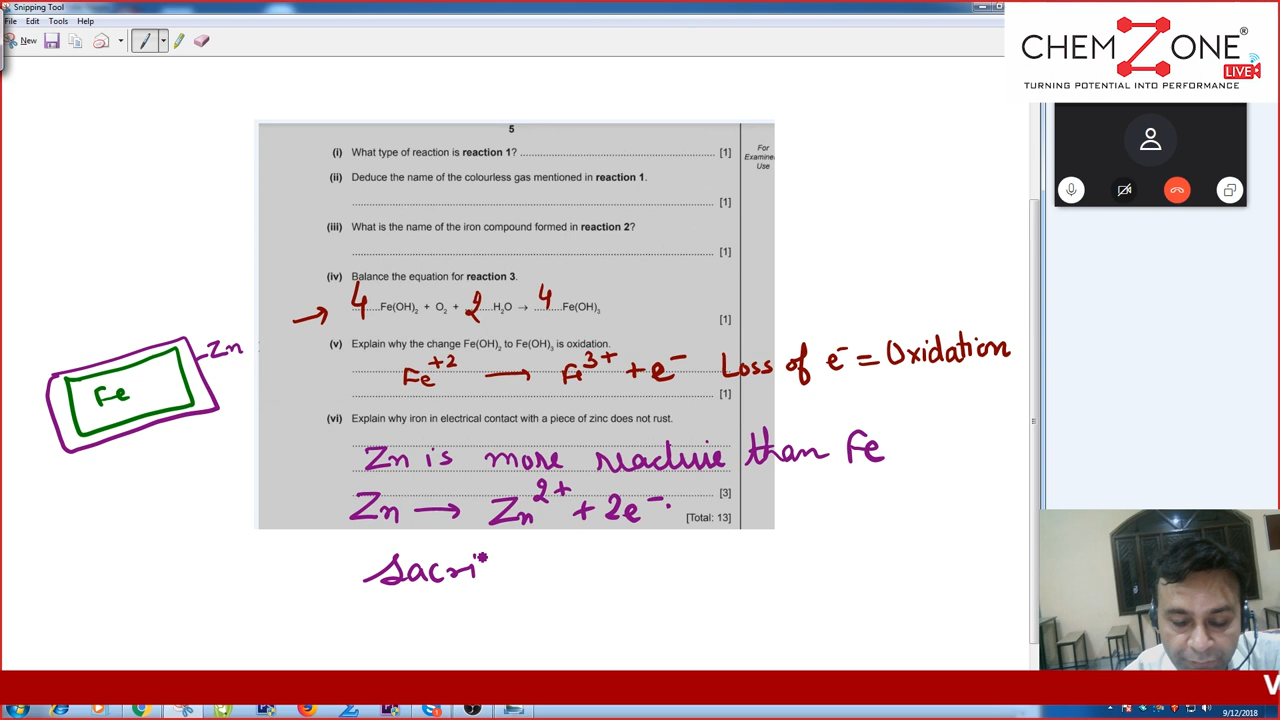 Snipping Tool
File Edit Tools Help
New
CHEMZONE®
LIVE
TURNING POTENTIAL INTO PERFORMANCE
5
For
Examiner
Use
(i) What type of reaction is reaction 1? ........ [1]
(ii) Deduce the name of the colourless gas mentioned in reaction 1.
........ [1]
(iii) What is the name of the iron compound formed in reaction 2?
........ [1]
(iv) Balance the equation for reaction 3.
→ 4 Fe(OH)₂ + O₂ + 2 H₂O → 4 Fe(OH)₃
[1]
(v) Explain why the change Fe(OH)₂ to Fe(OH)₃ is oxidation.
Fe⁺² → Fe³⁺ + e⁻ Loss of e⁻ = Oxidation
........ [1]
Zn
Fe
(vi) Explain why iron in electrical contact with a piece of zinc does not rust.
Zn is more reactive than Fe
........ [3]
Zn → Zn²⁺ + 2e⁻.
[Total: 13]
sacri
V
9/12/2018